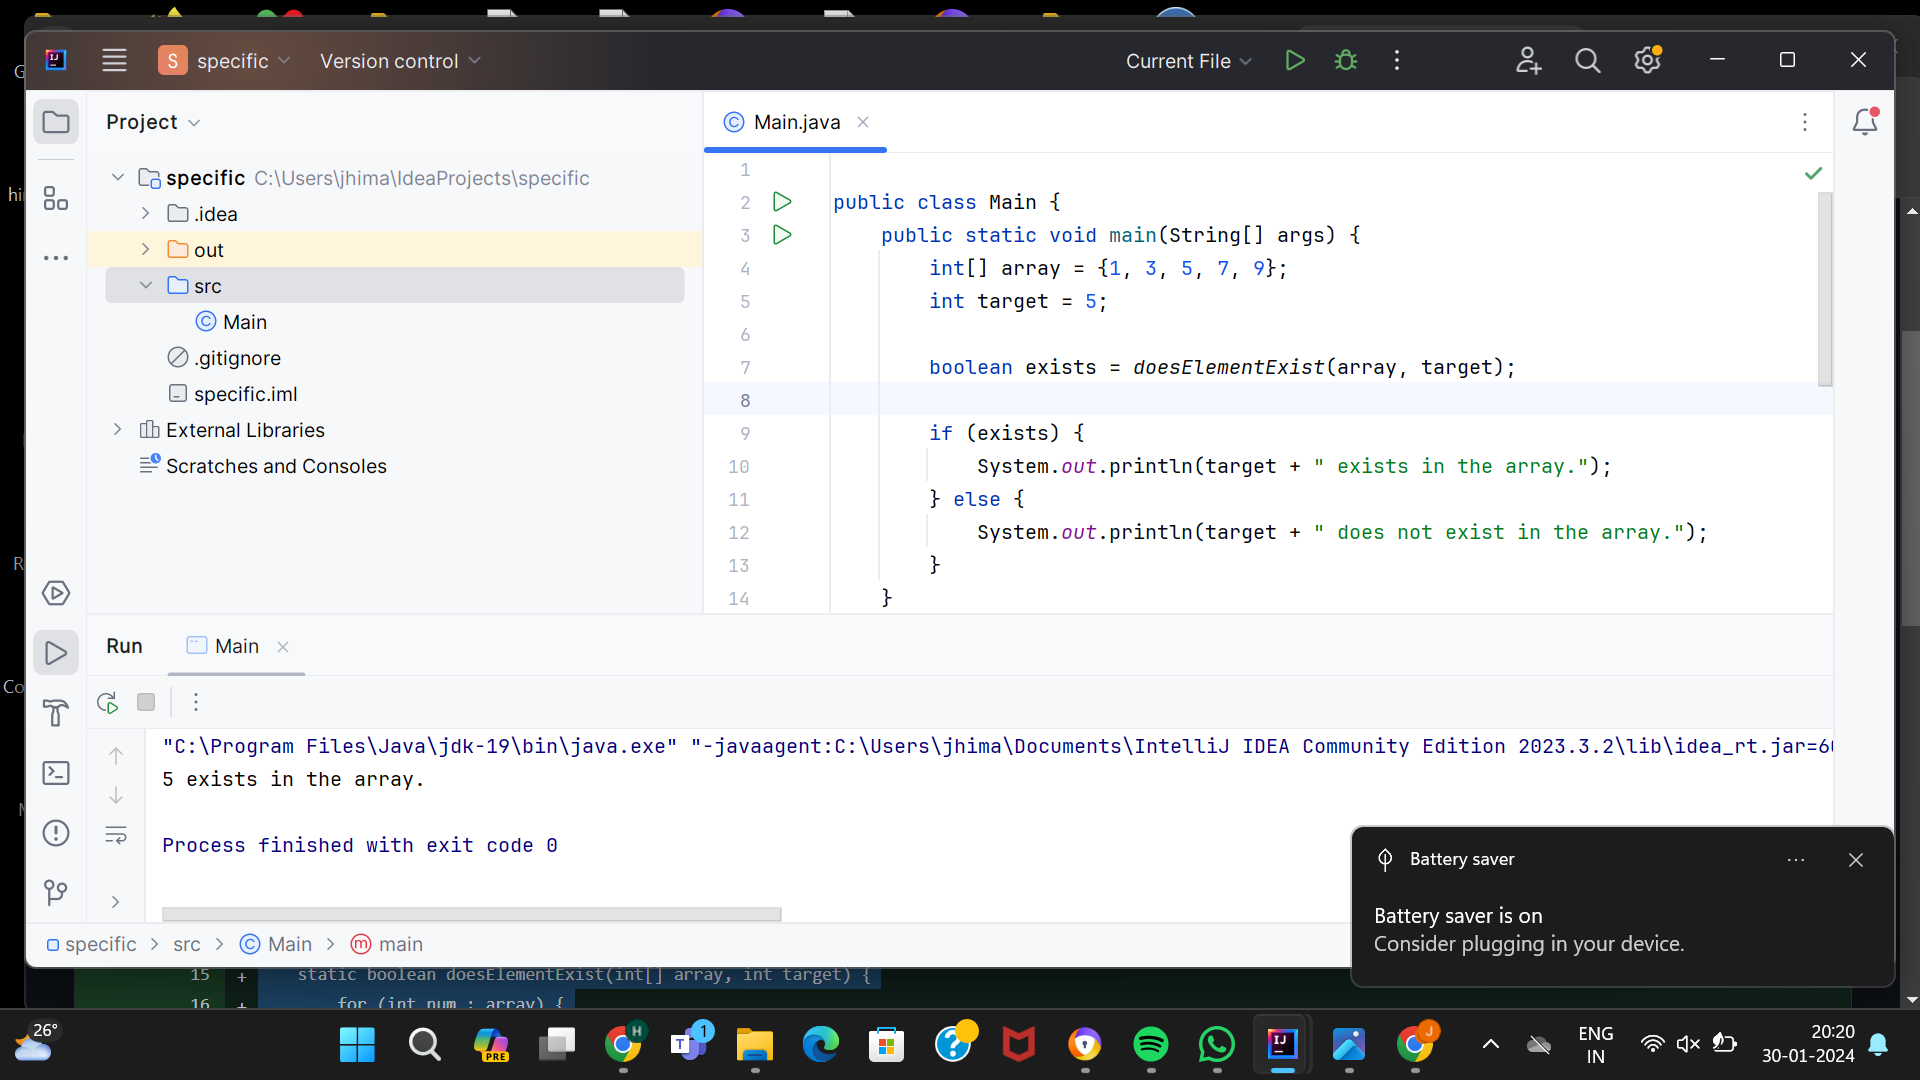 S specific
Version control
Current File
Project
Main.java
specific C:\Users\jhima\IdeaProjects\specific
.idea
out
src
Main
.gitignore
specific.iml
External Libraries
Scratches and Consoles
1
2 public class Main {
3 public static void main(String[] args) {
4 int[] array = {1, 3, 5, 7, 9};
5 int target = 5;
6
7 boolean exists = doesElementExist(array, target);
8
9 if (exists) {
10 System.out.println(target + " exists in the array.");
11 } else {
12 System.out.println(target + " does not exist in the array.");
13 }
14 }
Run Main
"C:\Program Files\Java\jdk-19\bin\java.exe" "-javaagent:C:\Users\jhima\Documents\IntelliJ IDEA Community Edition 2023.3.2\lib\idea_rt.jar=6
5 exists in the array.
Process finished with exit code 0
Battery saver
Battery saver is on
Consider plugging in your device.
specific > src > Main > main
15 + static boolean doesElementExist(int[] array, int target) {
16 + for (int num : array) {
26°
PRE
H
1
J
ENG
IN
20:20
30-01-2024